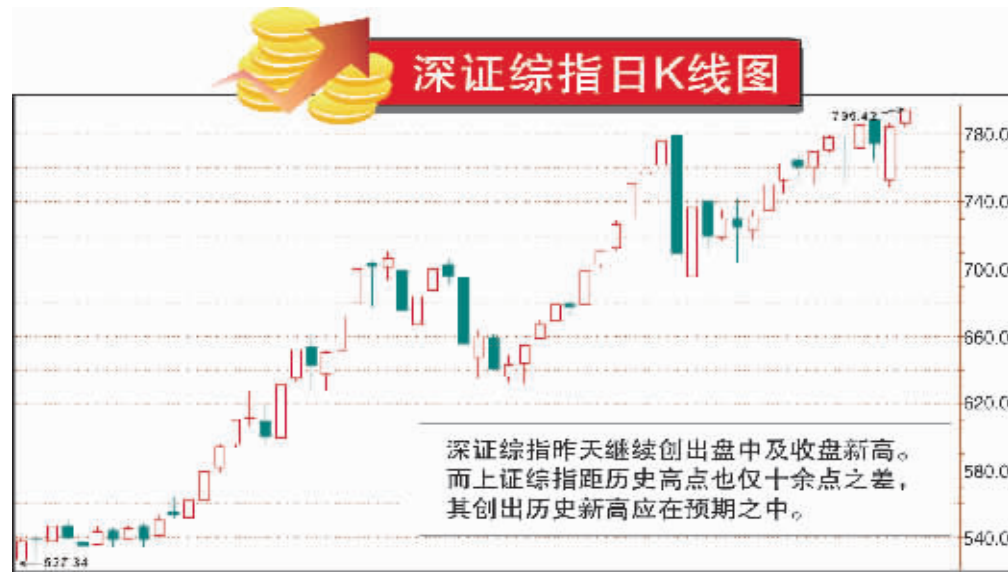 深证综指日K线图
796.42
780.0
740.0
700.0
660.0
620.0
580.0
540.0
527.34
深证综指昨天继续创出盘中及收盘新高。
而上证综指距历史高点也仅十余点之差，
其创出历史新高应在预期之中。